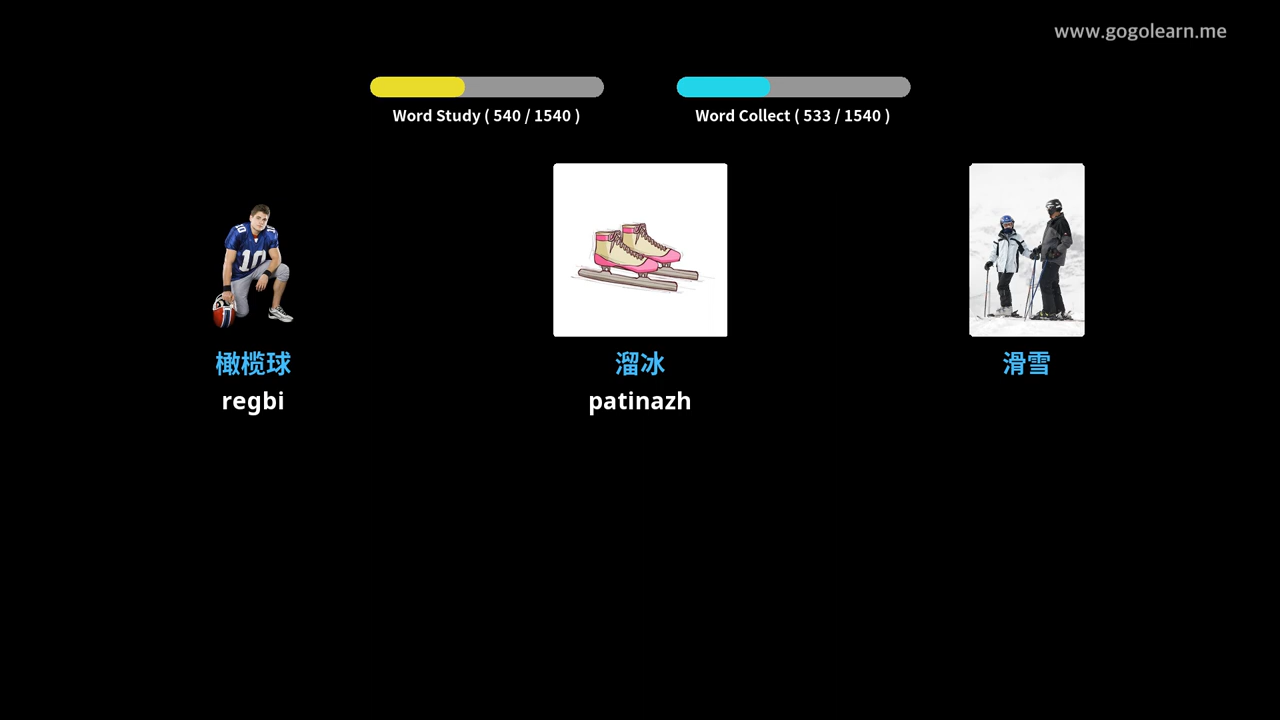 www.gogolearn.me
Word Study ( 540 / 1540 )
Word Collect ( 533 / 1540 )
橄榄球
regbi
溜冰
patinazh
滑雪
10